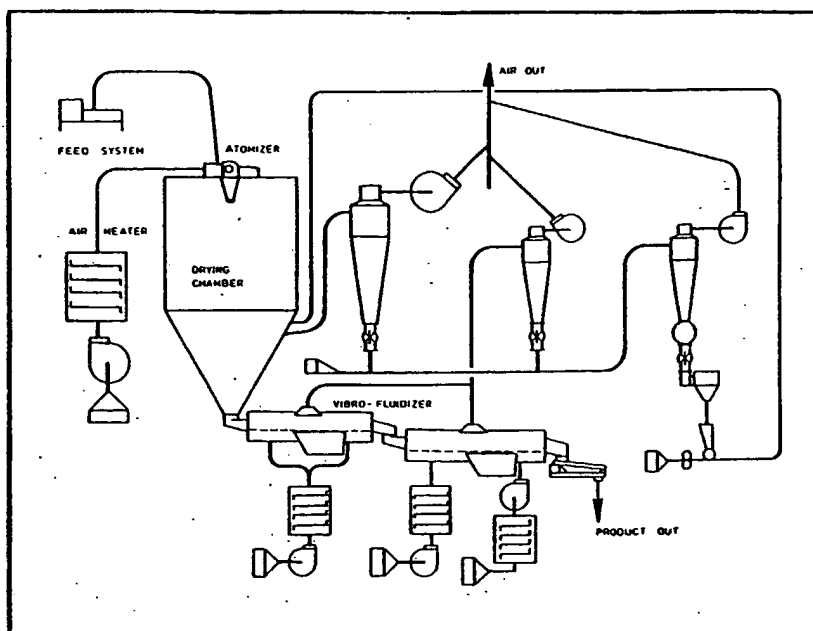 AIR OUT
FEED SYSTEM
ATOMIZER
AIR HEATER
DRYING
CHAMBER
VIBRO-FLUIDIZER
PRODUCT OUT